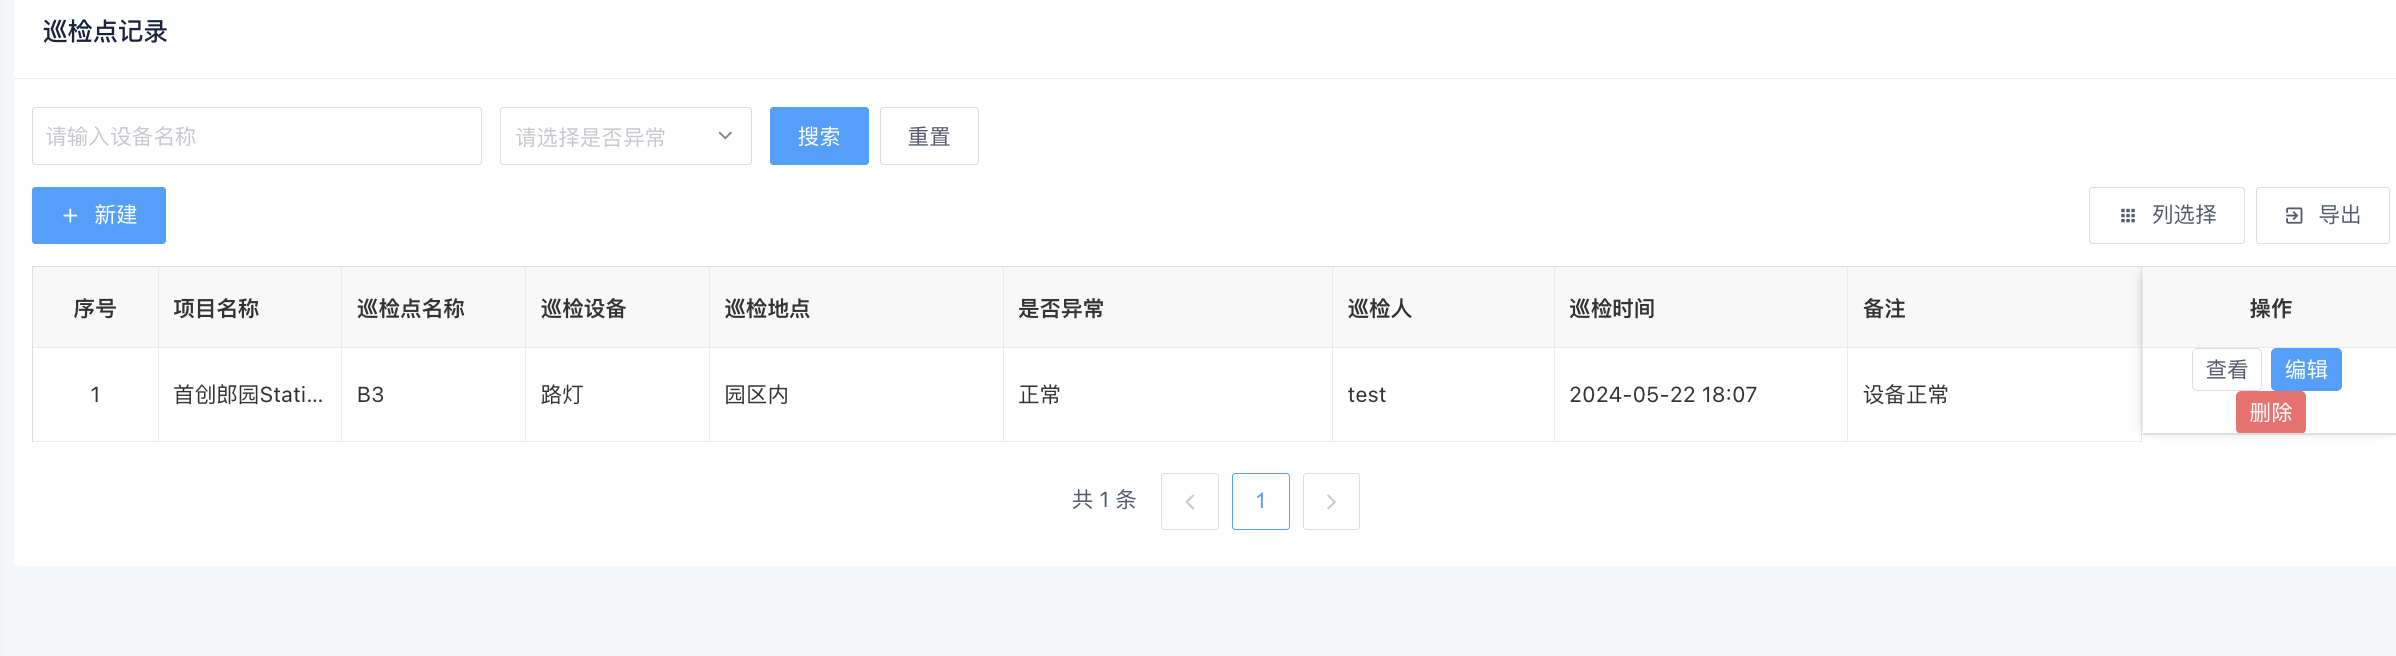 巡检点记录
请输入设备名称 请选择是否异常 搜索 重置
+ 新建 列选择 导出
序号 项目名称 巡检点名称 巡检设备 巡检地点 是否异常 巡检人 巡检时间 备注 操作
查看 编辑
1 首创郎园Stati... B3 路灯 园区内 正常 test 2024-05-22 18:07 设备正常
删除
共 1 条 < 1 >